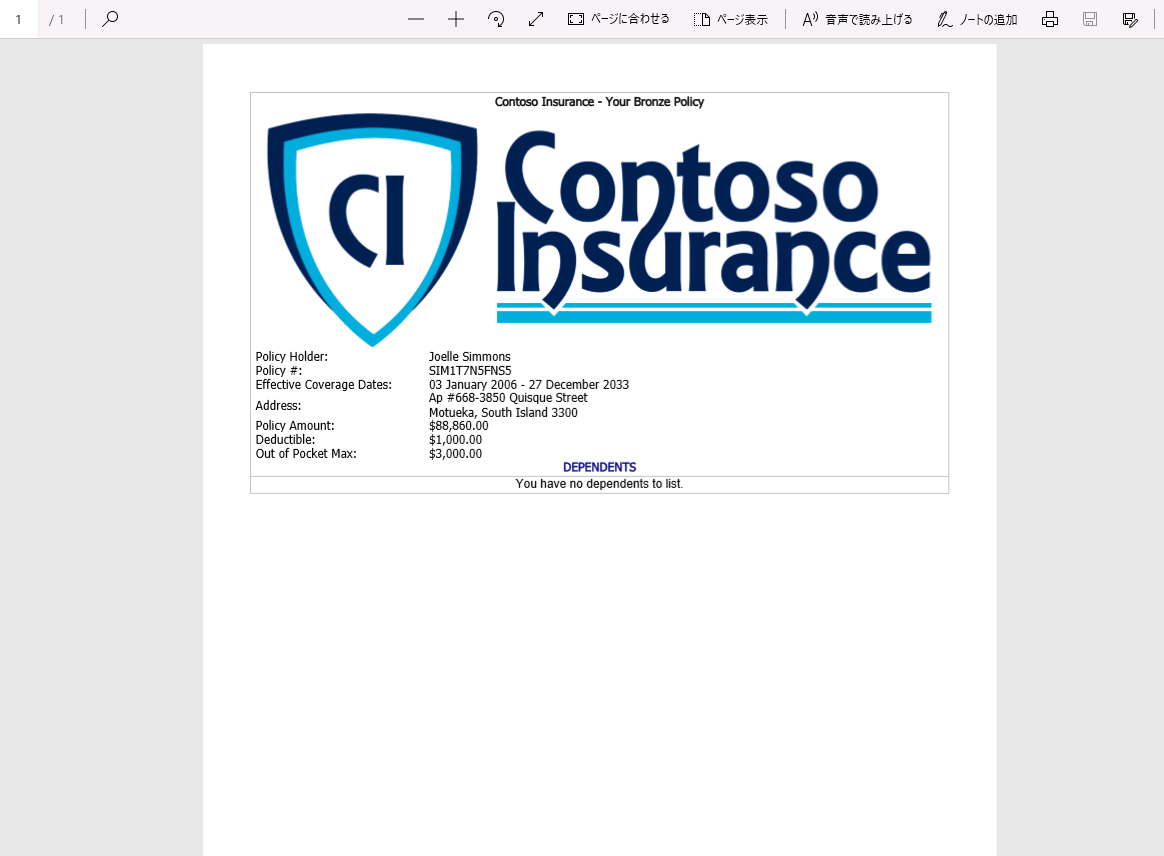 1 / 1 ページに合わせる ページ表示 音声で読み上げる ノートの追加
Contoso Insurance - Your Bronze Policy
CI
Contoso
Insurance
Policy Holder: Joelle Simmons
Policy #: SIM1T7N5FNS5
Effective Coverage Dates: 03 January 2006 - 27 December 2033
Address: Ap #668-3850 Quisque Street
Motueka, South Island 3300
Policy Amount: $88,860.00
Deductible: $1,000.00
Out of Pocket Max: $3,000.00
DEPENDENTS
You have no dependents to list.